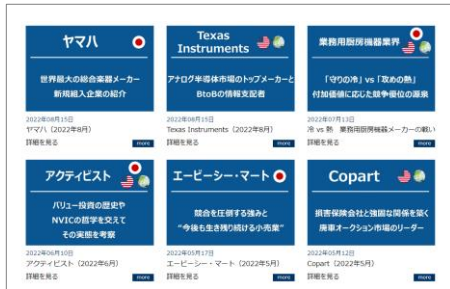 ヤマハ
世界最大の総合楽器メーカー
新規組入企業の紹介
2022年08月15日
ヤマハ（2022年8月）
詳細を見る
more
Texas
Instruments
アナログ半導体市場のトップメーカーと
BtoBの情報支配者
2022年08月15日
Texas Instruments（2022年8月）
詳細を見る
more
業務用厨房機器業界
「守りの冷」vs「攻めの熱」
付加価値に応じた競争優位の源泉
2022年07月13日
冷 vs 熱　業務用厨房機器メーカーの戦い
詳細を見る
more
アクティビスト
バリュー投資の歴史や
NVICの哲学を交えて
その実態を考察
2022年06月10日
アクティビスト（2022年6月）
詳細を見る
more
エービーシー・マート
競合を圧倒する強みと
“今後も生き残り続ける小売業”
2022年05月17日
エービーシー・マート（2022年5月）
詳細を見る
more
Copart
損害保険会社と強固な関係を築く
廃車オークション市場のリーダー
2022年05月12日
Copart（2022年5月）
詳細を見る
more